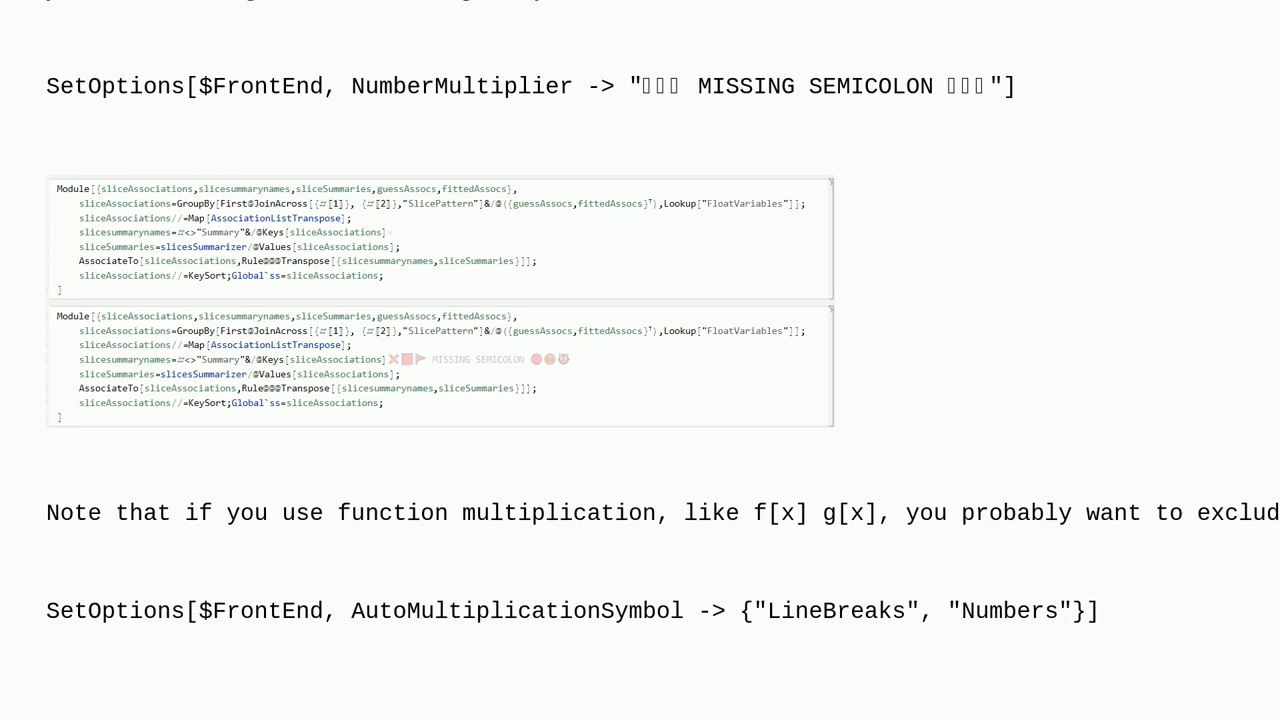 SetOptions[$FrontEnd, NumberMultiplier -> "▯▯▯ MISSING SEMICOLON ▯▯▯"]
Module[{sliceAssociations,slicesummarynames,sliceSummaries,guessAssocs,fittedAssocs},
sliceAssociations=GroupBy[First@JoinAcross[{#[1]}, {#[2]},"SlicePattern"]&/@({guessAssocs,fittedAssocs}ᵀ),Lookup["FloatVariables"]];
sliceAssociations//=Map[AssociationListTranspose];
slicesummarynames=#<>"Summary"&/@Keys[sliceAssociations]×
sliceSummaries=slicesSummarizer/@Values[sliceAssociations];
AssociateTo[sliceAssociations,Rule@@@Transpose[{slicesummarynames,sliceSummaries}]];
sliceAssociations//=KeySort;Global`ss=sliceAssociations;
]
Module[{sliceAssociations,slicesummarynames,sliceSummaries,guessAssocs,fittedAssocs},
sliceAssociations=GroupBy[First@JoinAcross[{#[1]}, {#[2]},"SlicePattern"]&/@({guessAssocs,fittedAssocs}ᵀ),Lookup["FloatVariables"]];
sliceAssociations//=Map[AssociationListTranspose];
slicesummarynames=#<>"Summary"&/@Keys[sliceAssociations]❌🟥🚩 MISSING SEMICOLON 🔴😡👿
sliceSummaries=slicesSummarizer/@Values[sliceAssociations];
AssociateTo[sliceAssociations,Rule@@@Transpose[{slicesummarynames,sliceSummaries}]];
sliceAssociations//=KeySort;Global`ss=sliceAssociations;
]
Note that if you use function multiplication, like f[x] g[x], you probably want to exclud
SetOptions[$FrontEnd, AutoMultiplicationSymbol -> {"LineBreaks", "Numbers"}]